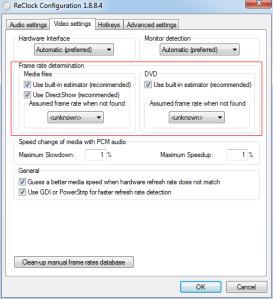 ReClock Configuration 1.8.8.4
Audio settings Video settings Hotkeys Advanced settings
Hardware Interface
Automatic (preferred)
Monitor detection
Automatic (preferred)
Frame rate determination
Media files
Use built-in estimator (recommended)
Use DirectShow (recommended)
Assumed frame rate when not found
<unknown>
DVD
Use built-in estimator (recommended)
Assumed frame rate when not found
<unknown>
Speed change of media with PCM audio
Maximum Slowdown: 1 %
Maximum Speedup: 1 %
General
Guess a better media speed when hardware refresh rate does not match
Use GDI or PowerStrip for faster refresh rate detection
Clean-up manual frame rates database
OK Cancel